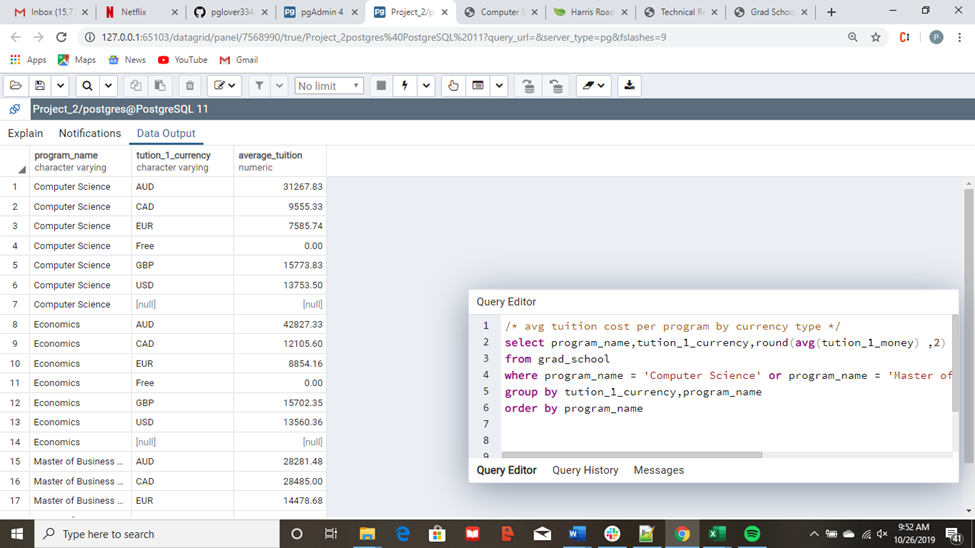 Inbox (15,7
Netflix
pglover334
pgAdmin 4
Project_2/p
Computer S
Harris Road
Technical Re
Grad Schoo
127.0.0.1:65103/datagrid/panel/7568990/true/Project_2postgres%40PostgreSQL%2011?query_url=&server_type=pg&fslashes=9
P
Apps
Maps
News
YouTube
Gmail
No limit
Project_2/postgres@PostgreSQL 11
Explain Notifications Data Output
program_name tution_1_currency average_tuition
character varying character varying numeric
1 Computer Science AUD 31267.83
2 Computer Science CAD 9555.33
3 Computer Science EUR 7585.74
4 Computer Science Free 0.00
5 Computer Science GBP 15773.83
6 Computer Science USD 13753.50
7 Computer Science [null] [null]
8 Economics AUD 42827.33
9 Economics CAD 12105.60
10 Economics EUR 8854.16
11 Economics Free 0.00
12 Economics GBP 15702.35
13 Economics USD 13560.36
14 Economics [null] [null]
15 Master of Business ... AUD 28281.48
16 Master of Business ... CAD 28485.00
17 Master of Business ... EUR 14478.68
Query Editor
1 /* avg tuition cost per program by currency type */
2 select program_name,tution_1_currency,round(avg(tution_1_money) ,2)
3 from grad_school
4 where program_name = 'Computer Science' or program_name = 'Master of
5 group by tution_1_currency,program_name
6 order by program_name
7
8
9
Query Editor Query History Messages
Type here to search
9:52 AM
10/26/2019
41